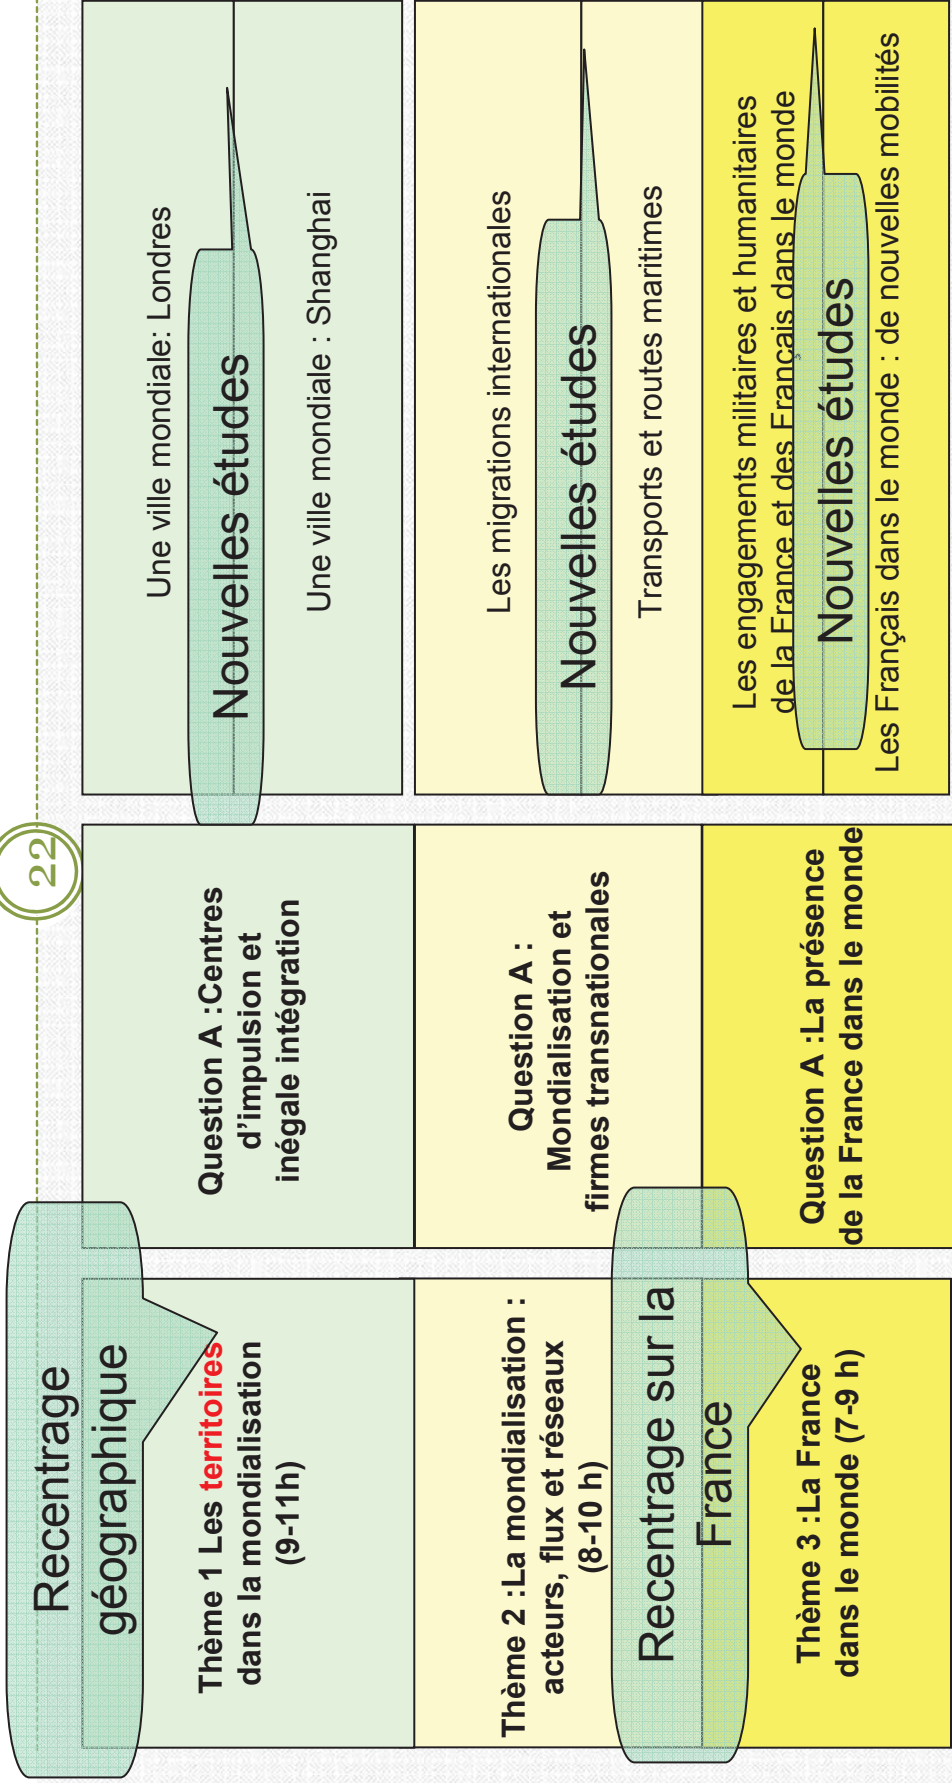 22
Recentrage
géographique
Thème 1 Les territoires
dans la mondialisation
(9-11h)
Question A :Centres
d'impulsion et
inégale intégration
Une ville mondiale: Londres
Nouvelles études
Une ville mondiale : Shanghai
Thème 2 :La mondialisation :
acteurs, flux et réseaux
(8-10 h)
Question A :
Mondialisation et
firmes transnationales
Les migrations internationales
Nouvelles études
Transports et routes maritimes
Recentrage sur la
France
Thème 3 :La France
dans le monde (7-9 h)
Question A :La présence
de la France dans le monde
Les engagements militaires et humanitaires
de la France et des Français dans le monde
Nouvelles études
Les Français dans le monde : de nouvelles mobilités